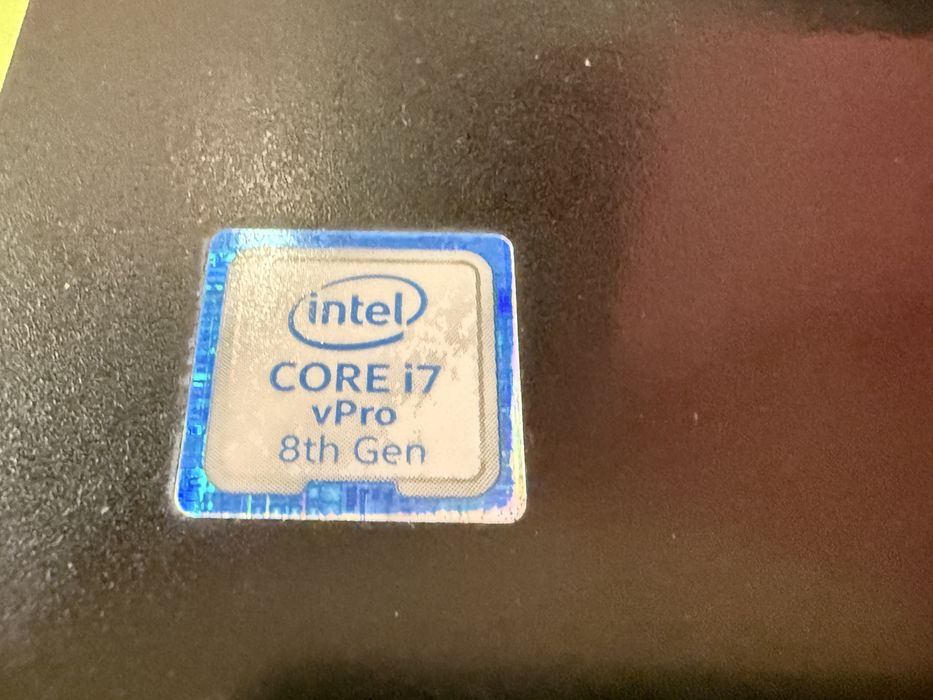 intel
CORE i7
vPro
8th Gen